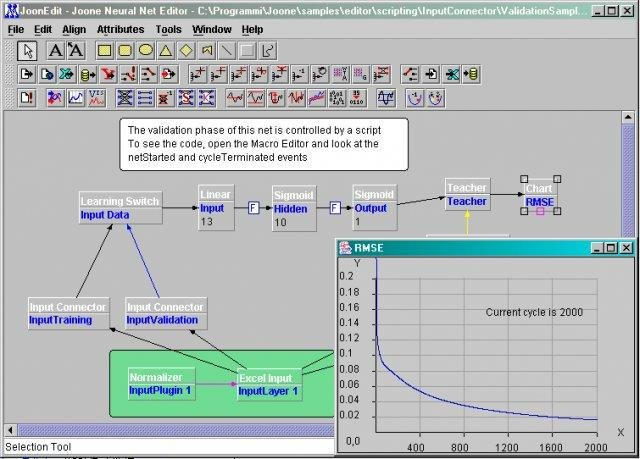 JoonEdit - Joone Neural Net Editor - C:\Programmi\Joone\samples\editor\scripting\InputConnector\ValidationSampl...
File Edit Align Attributes Tools Window Help
The validation phase of this net is controlled by a script
To see the code, open the Macro Editor and look at the
netStarted and cycleTerminated events
Learning Switch
Input Data
Linear
Input
13
F
Sigmoid
Hidden
10
F
Sigmoid
Output
1
Teacher
Teacher
Chart
RMSE
Input Connector
InputTraining
Input Connector
InputValidation
Normalizer
InputPlugin 1
Excel Input
InputLayer 1
RMSE
Y
0.2
0.18
0.16
0.14
0.12
0.1
0.08
0.06
0.04
0.02
0,0
Current cycle is 2000
400 800 1200 1600 2000
X
Selection Tool